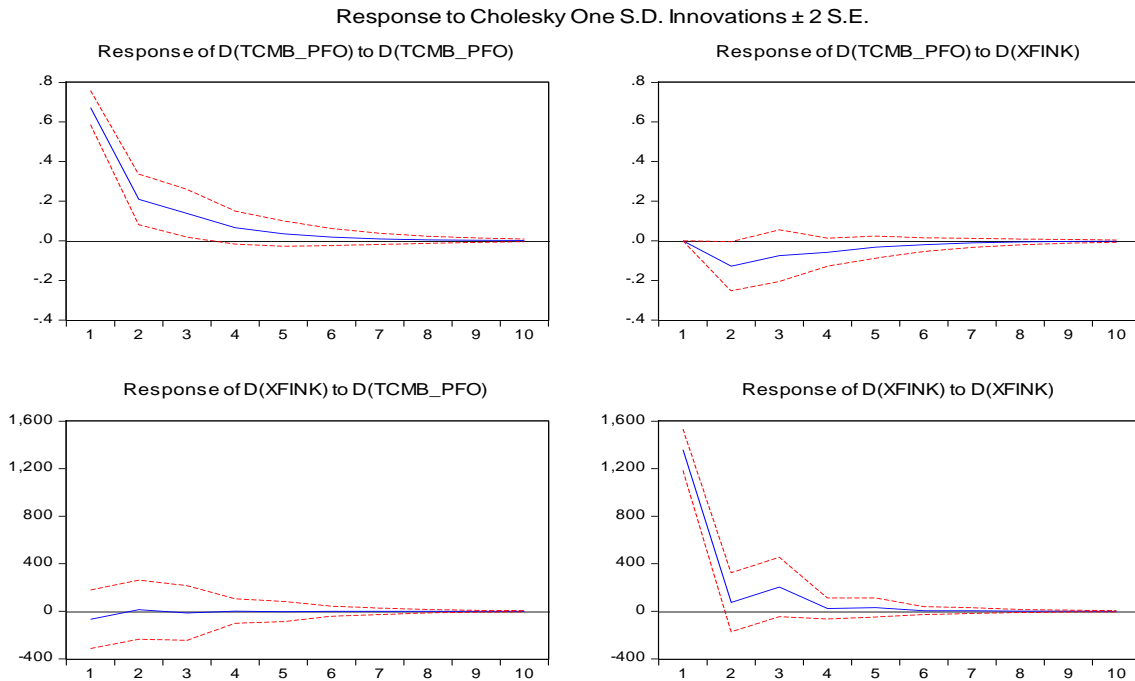 Response to Cholesky One S.D. Innovations ± 2 S.E.
Response of D(TCMB_PFO) to D(TCMB_PFO)
.8
.6
.4
.2
.0
-.2
-.4
1 2 3 4 5 6 7 8 9 10
Response of D(TCMB_PFO) to D(XFINK)
.8
.6
.4
.2
.0
-.2
-.4
1 2 3 4 5 6 7 8 9 10
Response of D(XFINK) to D(TCMB_PFO)
1,600
1,200
800
400
0
-400
1 2 3 4 5 6 7 8 9 10
Response of D(XFINK) to D(XFINK)
1,600
1,200
800
400
0
-400
1 2 3 4 5 6 7 8 9 10